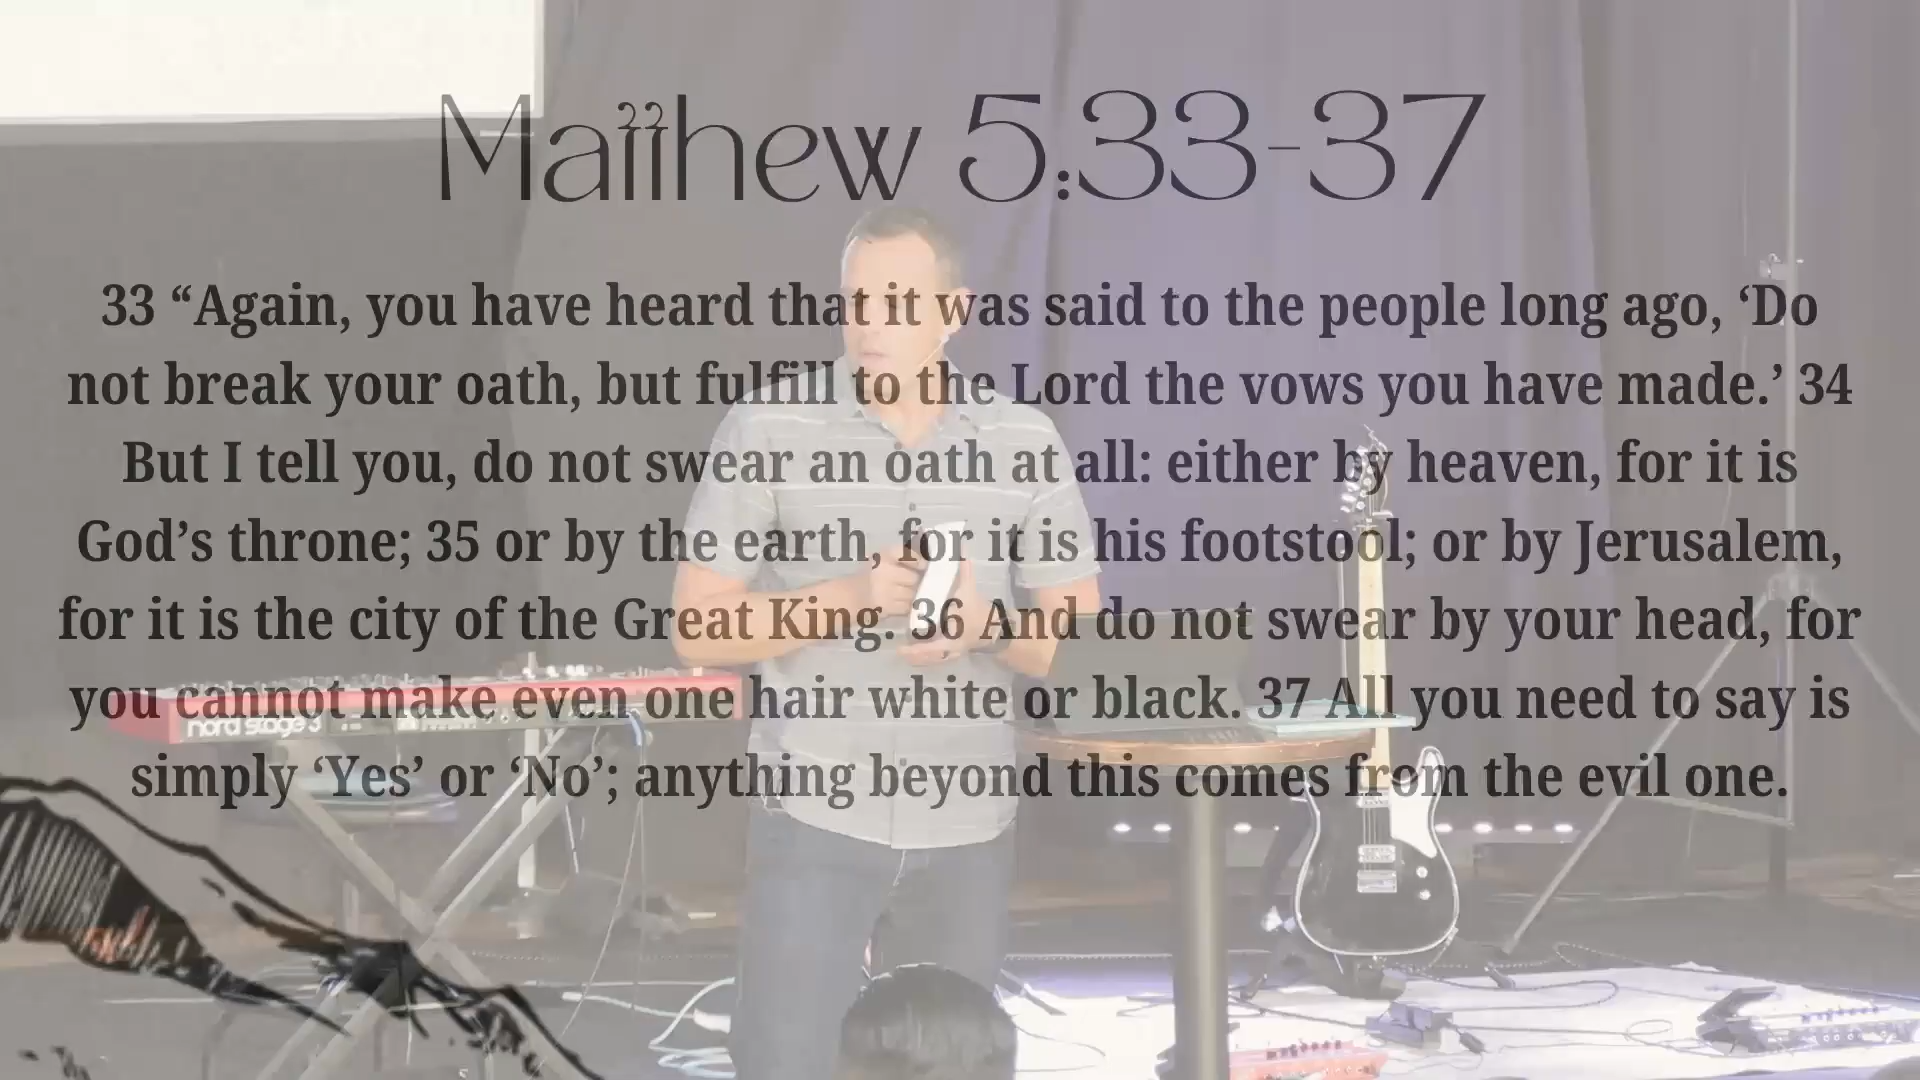 Matthew 5:33-37
33 “Again, you have heard that it was said to the people long ago, ‘Do
not break your oath, but fulfill to the Lord the vows you have made.’ 34
But I tell you, do not swear an oath at all: either by heaven, for it is
God’s throne; 35 or by the earth, for it is his footstool; or by Jerusalem,
for it is the city of the Great King. 36 And do not swear by your head, for
you cannot make even one hair white or black. 37 All you need to say is
simply ‘Yes’ or ‘No’; anything beyond this comes from the evil one.
nord stage 3